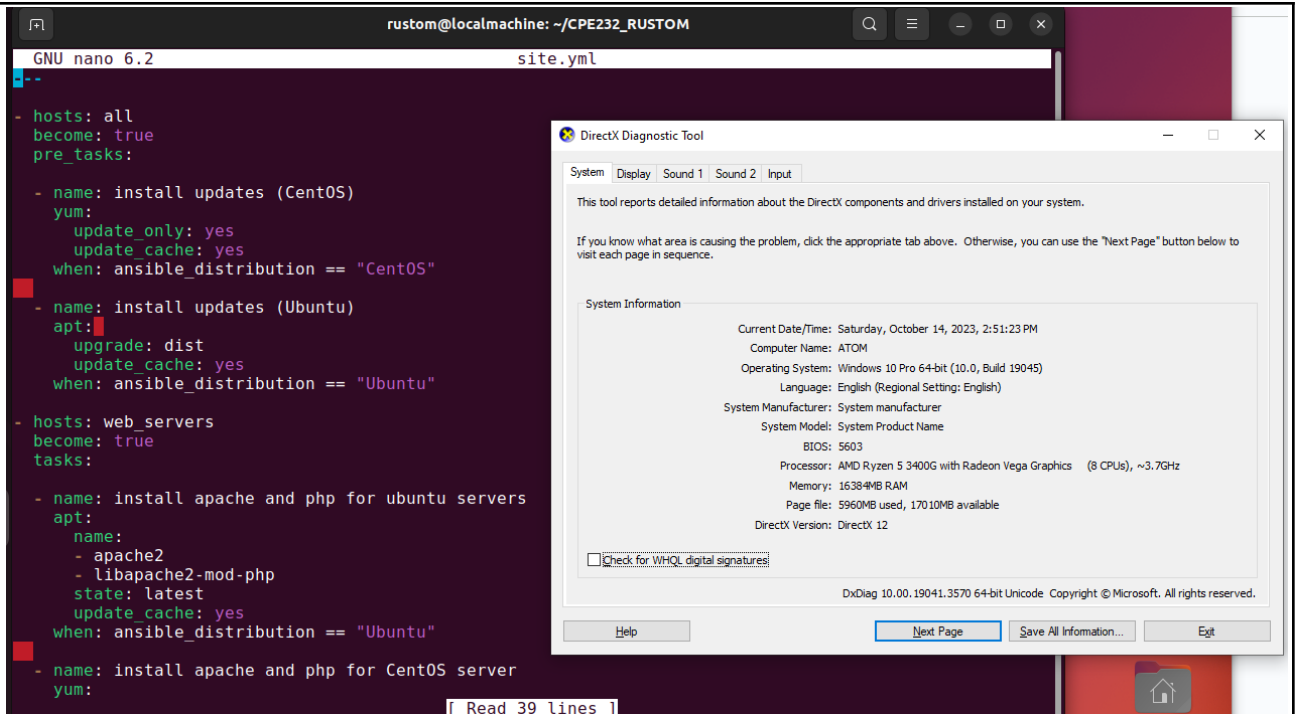 rustom@localmachine: ~/CPE232_RUSTOM
GNU nano 6.2 site.yml
---
- hosts: all
become: true
pre_tasks:
- name: install updates (CentOS)
yum:
update_only: yes
update_cache: yes
when: ansible_distribution == "CentOS"
- name: install updates (Ubuntu)
apt:
upgrade: dist
update_cache: yes
when: ansible_distribution == "Ubuntu"
- hosts: web_servers
become: true
tasks:
- name: install apache and php for ubuntu servers
apt:
name:
- apache2
- libapache2-mod-php
state: latest
update_cache: yes
when: ansible_distribution == "Ubuntu"
- name: install apache and php for CentOS server
yum:
[ Read 39 lines ]
DirectX Diagnostic Tool
System Display Sound 1 Sound 2 Input
This tool reports detailed information about the DirectX components and drivers installed on your system.
If you know what area is causing the problem, click the appropriate tab above. Otherwise, you can use the "Next Page" button below to
visit each page in sequence.
System Information
Current Date/Time: Saturday, October 14, 2023, 2:51:23 PM
Computer Name: ATOM
Operating System: Windows 10 Pro 64-bit (10.0, Build 19045)
Language: English (Regional Setting: English)
System Manufacturer: System manufacturer
System Model: System Product Name
BIOS: 5603
Processor: AMD Ryzen 5 3400G with Radeon Vega Graphics (8 CPUs), ~3.7GHz
Memory: 16384MB RAM
Page file: 5960MB used, 17010MB available
DirectX Version: DirectX 12
Check for WHQL digital signatures
DxDiag 10.00.19041.3570 64-bit Unicode Copyright © Microsoft. All rights reserved.
Help Next Page Save All Information... Exit